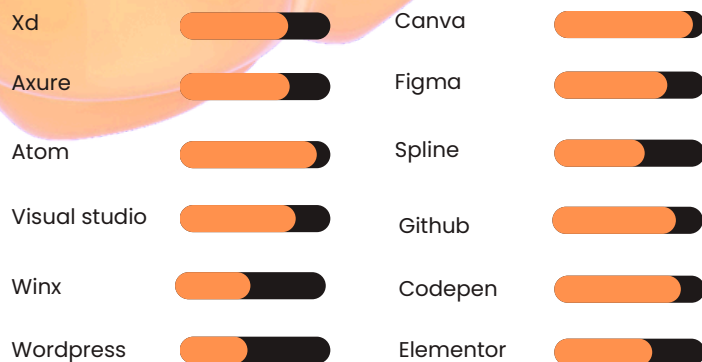 Xd
Canva
Axure
Figma
Atom
Spline
Visual studio
Github
Winx
Codepen
Wordpress
Elementor